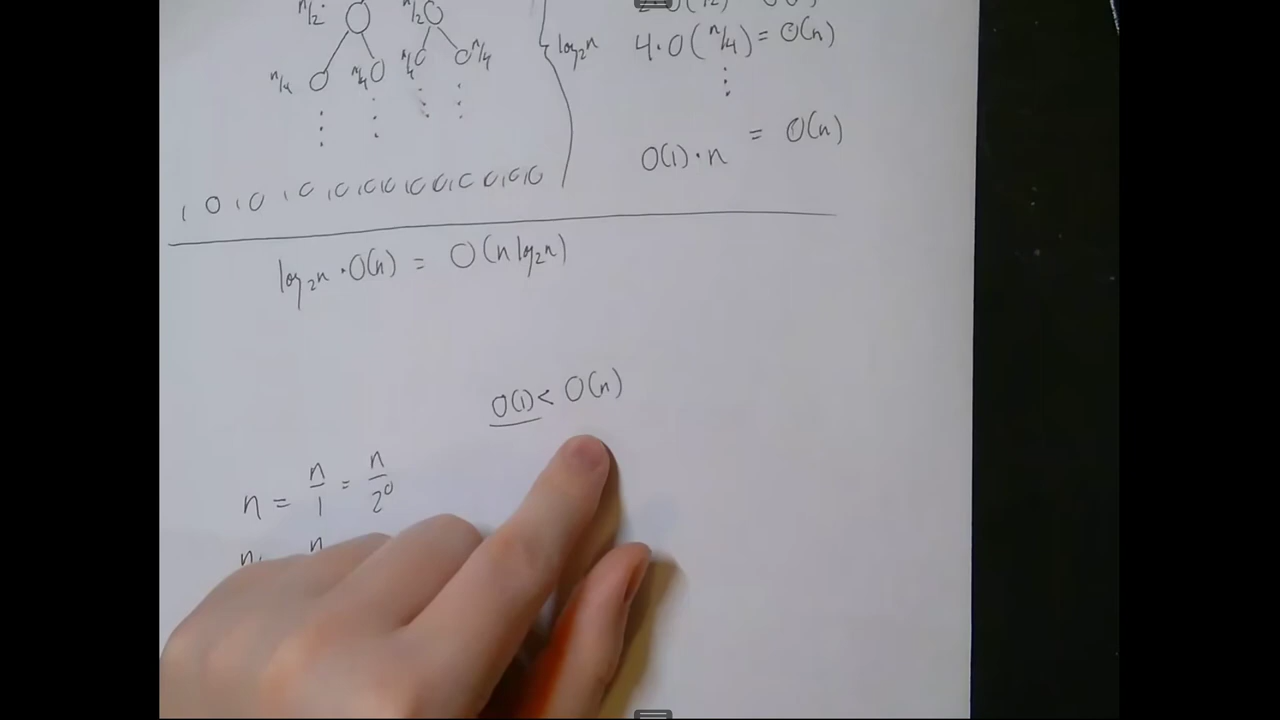 n/2 n/2
n/4 n/4 n/4 n/4
log₂n
4·O(n/4) = O(n)
O(1)·n = O(n)
log₂n·O(n) = O(n log₂n)
O(1) < O(n)
n = n/1 = n/2⁰
n